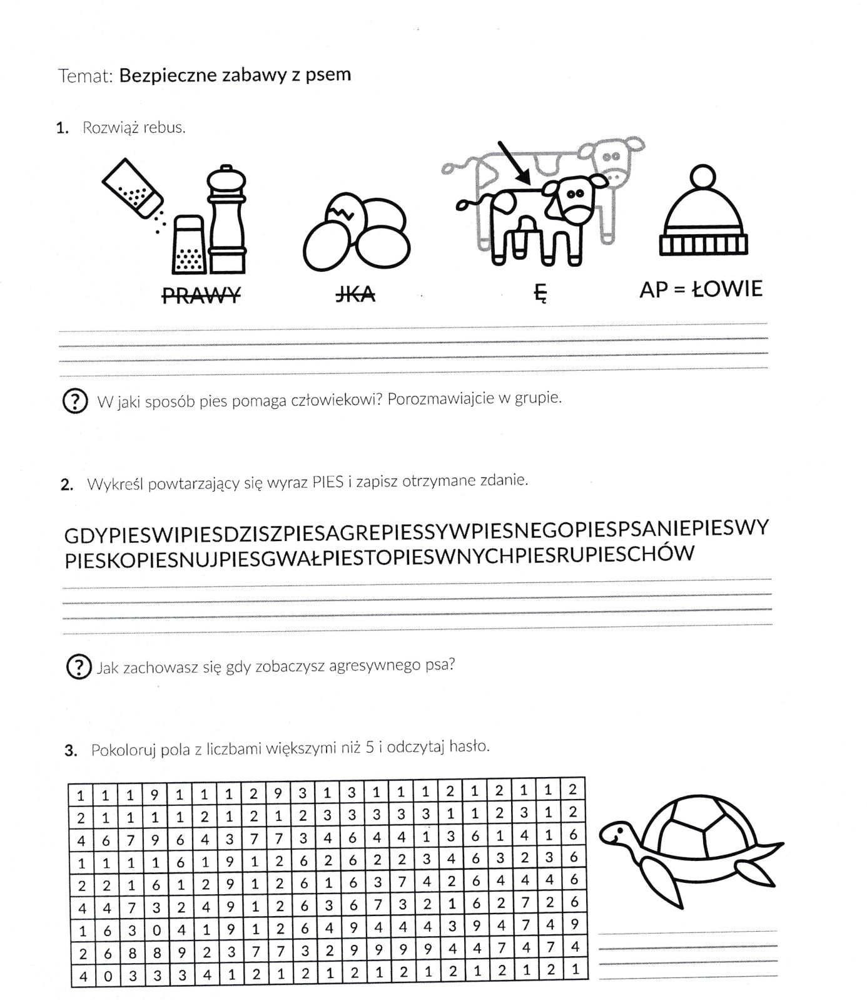 Temat: Bezpieczne zabawy z psem
1. Rozwiąż rebus.
PRAWY JKA Ę AP = ŁOWIE
? W jaki sposób pies pomaga człowiekowi? Porozmawiajcie w grupie.
2. Wykreśl powtarzający się wyraz PIES i zapisz otrzymane zdanie.
GDYPIESWIPIESDZISZPIESAGREPIESSYWPIESNEGOPIESPSANIEPIESWY
PIESKOPIESNUJPIESGWAŁPIESTOPIESWNYCHPIESRUPIESCHÓW
? Jak zachowasz się gdy zobaczysz agresywnego psa?
3. Pokoloruj pola z liczbami większymi niż 5 i odczytaj hasło.
1 1 1 9 1 1 1 2 9 3 1 3 1 1 1 2 1 2 1 1 2
2 1 1 1 1 2 1 2 1 2 3 3 3 3 3 1 1 2 3 1 2
4 6 7 9 6 4 3 7 7 3 4 6 4 4 1 3 6 1 4 1 6
1 1 1 1 6 1 9 1 2 6 2 6 2 2 3 4 6 3 2 3 6
2 2 1 6 1 2 9 1 2 6 1 6 3 7 4 2 6 4 4 4 6
4 4 7 3 2 4 9 1 2 6 3 6 7 3 2 1 6 2 7 2 6
1 6 3 0 4 1 9 1 2 6 4 9 4 4 4 3 9 4 7 4 9
2 6 8 8 9 2 3 7 7 3 2 9 9 9 9 4 4 7 4 7 4
4 0 3 3 3 4 1 2 1 2 1 2 1 2 1 2 1 2 1 2 1